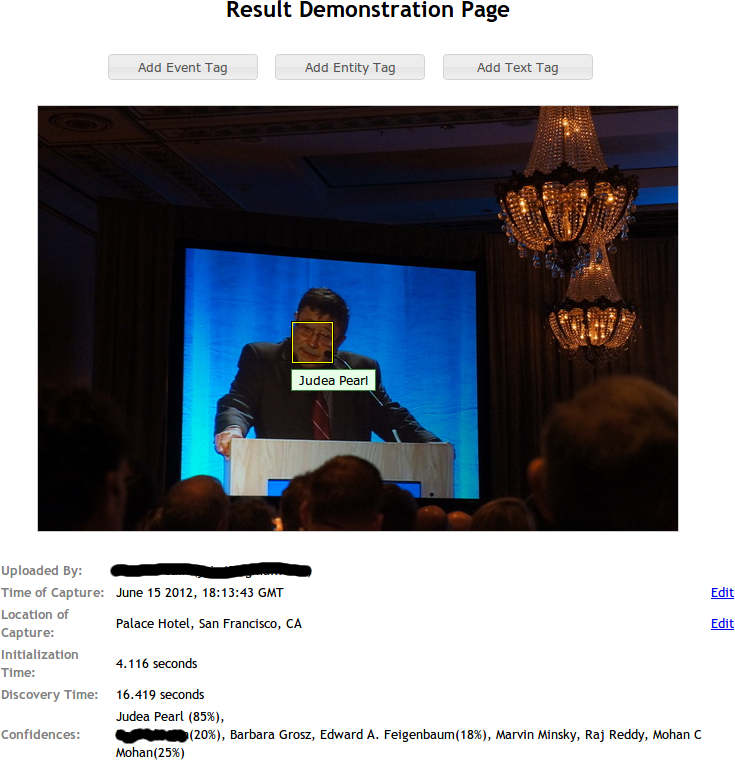 Result Demonstration Page
Add Event Tag Add Entity Tag Add Text Tag
Judea Pearl
Uploaded By:
Time of Capture: June 15 2012, 18:13:43 GMT Edit
Location of
Capture: Palace Hotel, San Francisco, CA Edit
Initialization
Time: 4.116 seconds
Discovery Time: 16.419 seconds
Judea Pearl (85%),
Confidences: (20%), Barbara Grosz, Edward A. Feigenbaum(18%), Marvin Minsky, Raj Reddy, Mohan C
Mohan(25%)